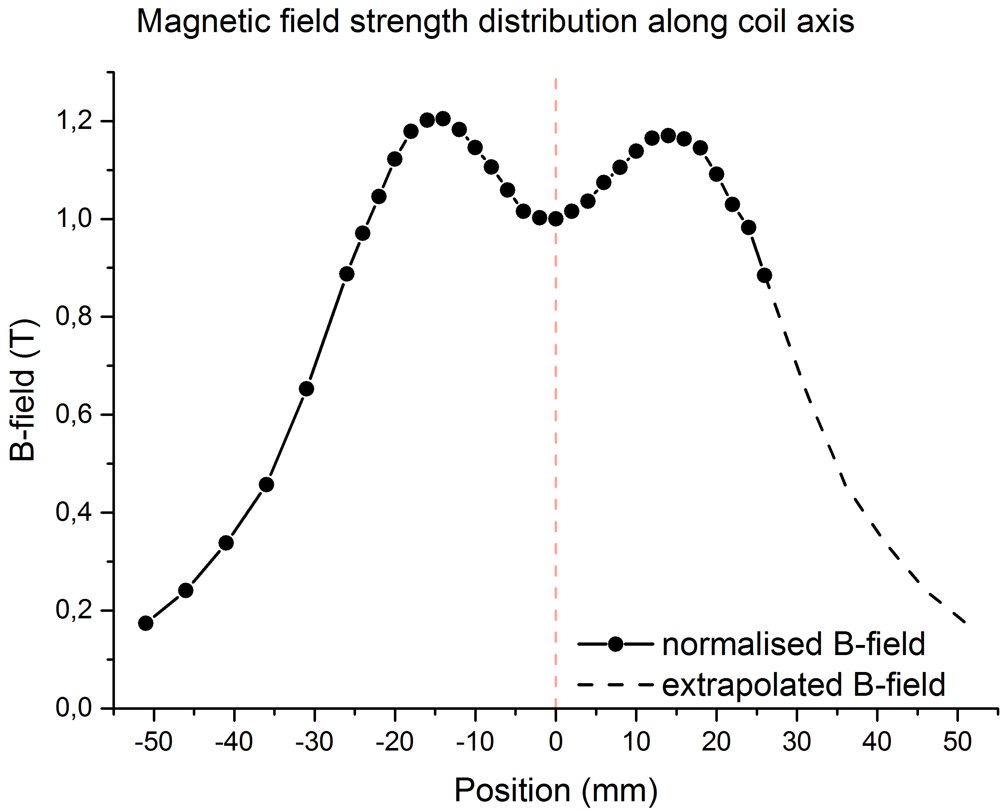 Magnetic field strength distribution along coil axis
B-field (T)
1,2
1,0
0,8
0,6
0,4
0,2
0,0
normalised B-field
extrapolated B-field
-50 -40 -30 -20 -10 0 10 20 30 40 50
Position (mm)